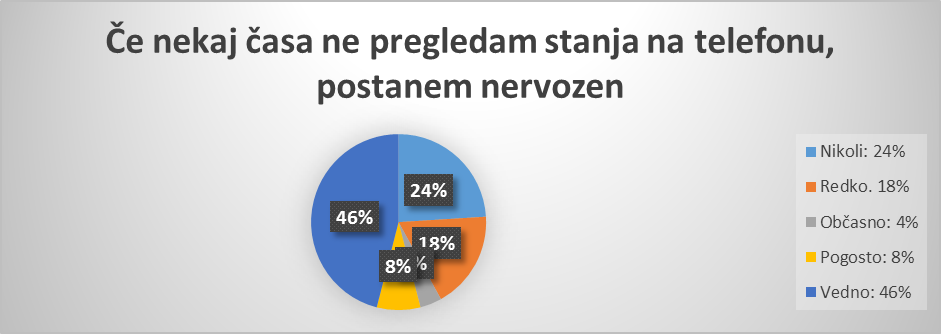 Če nekaj časa ne pregledam stanja na telefonu,
postanem nervozen
24%
18%
%
8%
46%
Nikoli: 24%
Redko. 18%
Občasno: 4%
Pogosto: 8%
Vedno: 46%